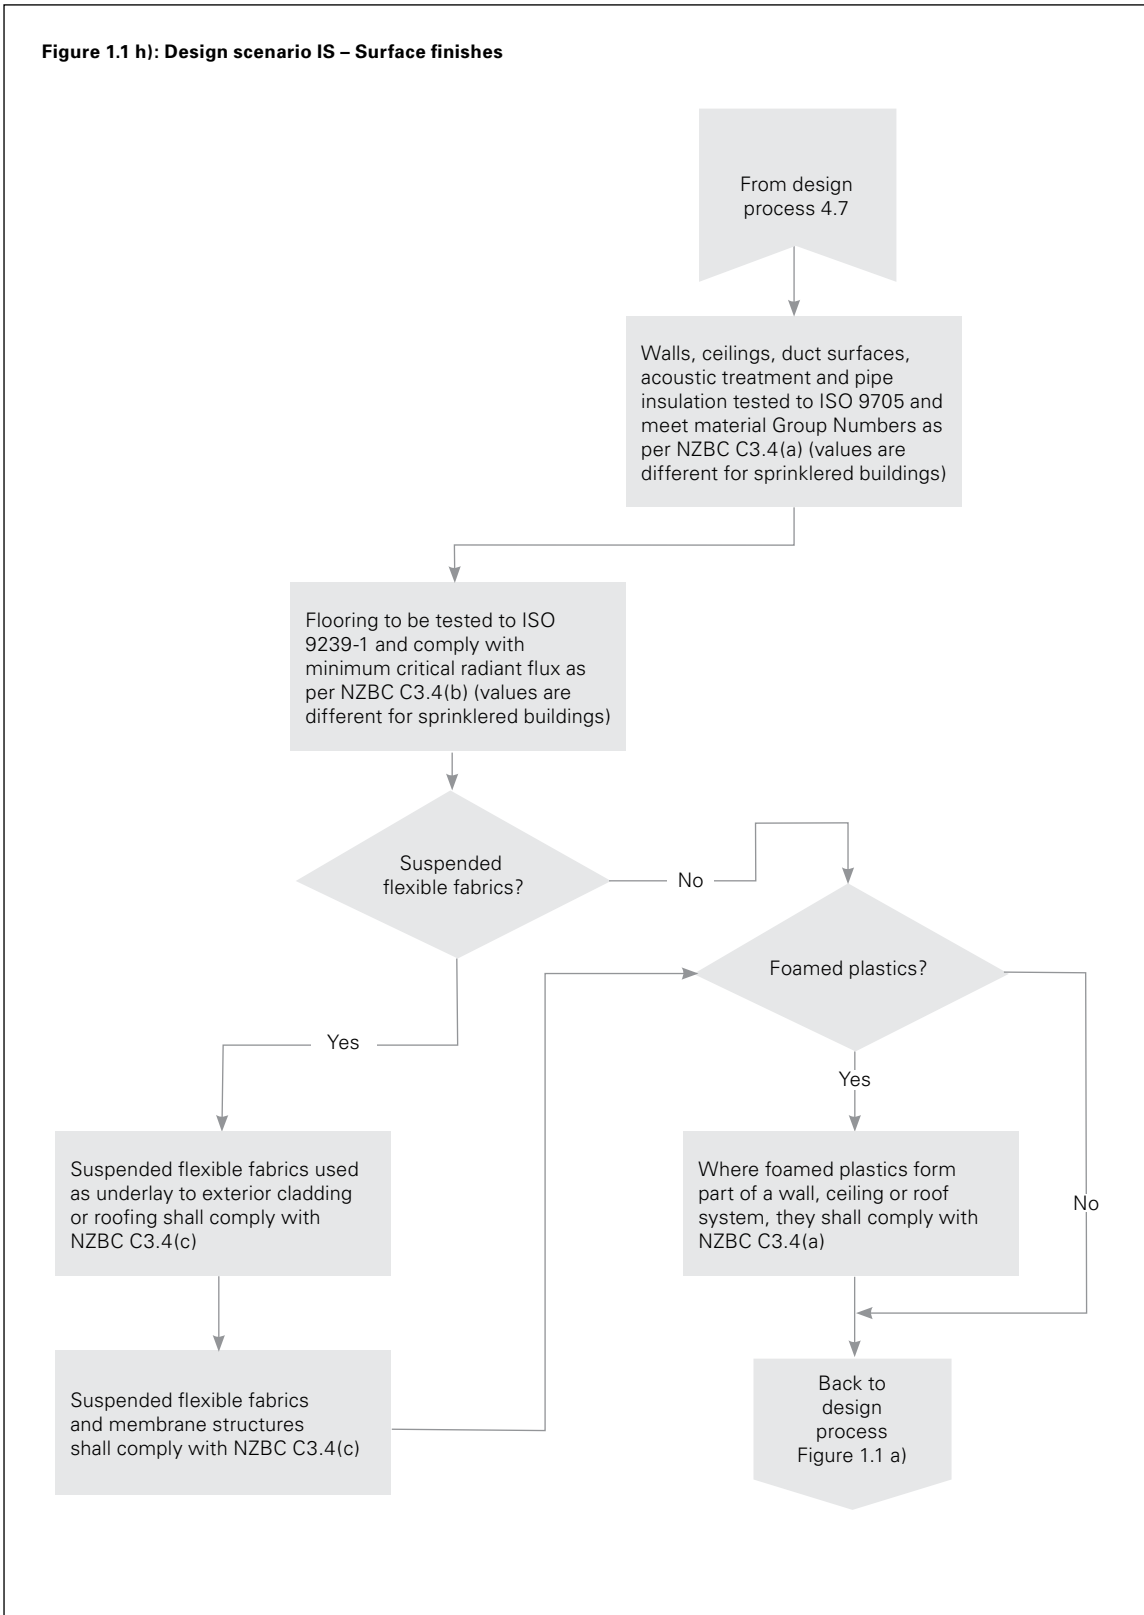 Figure 1.1 h): Design scenario IS – Surface finishes
From design
process 4.7
Walls, ceilings, duct surfaces,
acoustic treatment and pipe
insulation tested to ISO 9705 and
meet material Group Numbers as
per NZBC C3.4(a) (values are
different for sprinklered buildings)
Flooring to be tested to ISO
9239-1 and comply with
minimum critical radiant flux as
per NZBC C3.4(b) (values are
different for sprinklered buildings)
Suspended
flexible fabrics?
No
Foamed plastics?
Yes
Yes
Suspended flexible fabrics used
as underlay to exterior cladding
or roofing shall comply with
NZBC C3.4(c)
Where foamed plastics form
part of a wall, ceiling or roof
system, they shall comply with
NZBC C3.4(a)
No
Suspended flexible fabrics
and membrane structures
shall comply with NZBC C3.4(c)
Back to
design
process
Figure 1.1 a)